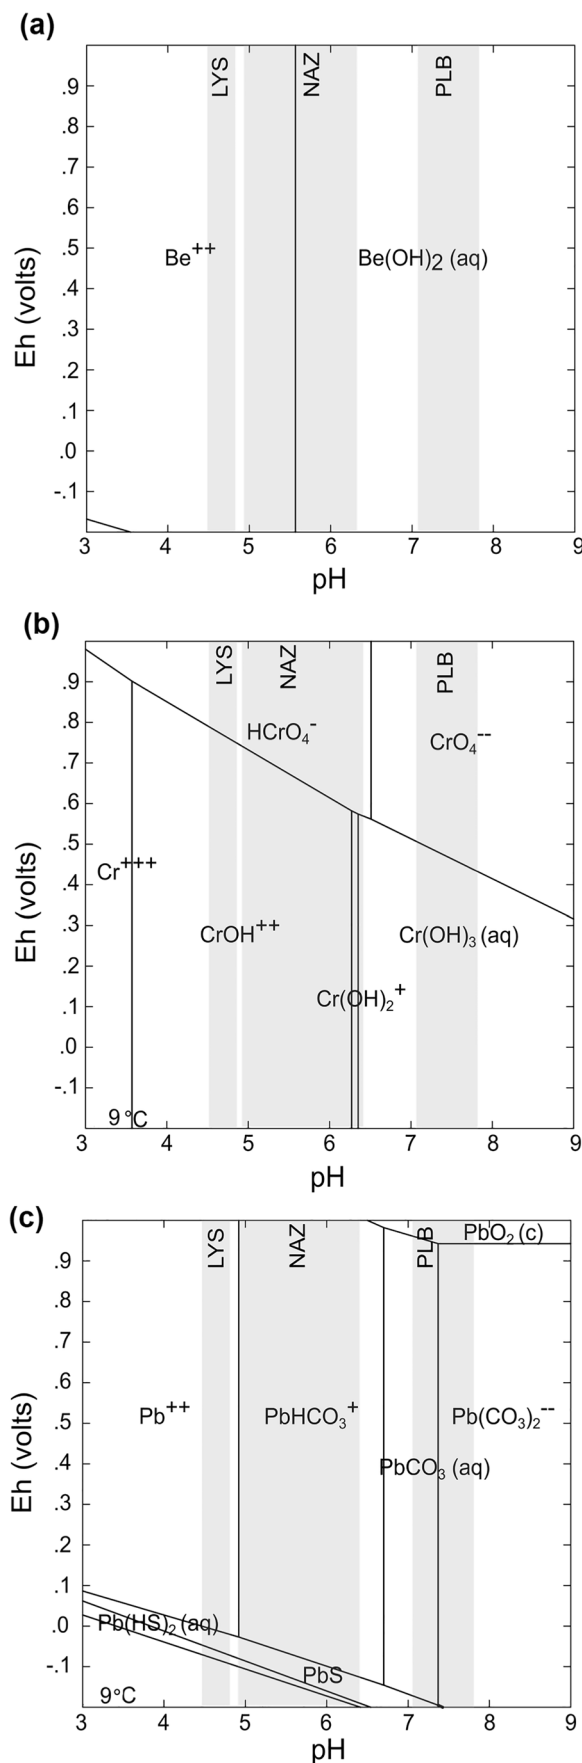 (a)
LYS
NAZ
PLB
.9
.8
.7
.6
.5
.4
.3
.2
.1
.0
-.1
Eh (volts)
Be++
Be(OH)2 (aq)
3 4 5 6 7 8 9
pH
(b)
LYS
NAZ
PLB
.9
.8
.7
.6
.5
.4
.3
.2
.1
.0
-.1
Eh (volts)
HCrO4-
CrO4--
Cr+++
CrOH++
Cr(OH)3 (aq)
Cr(OH)2+
9 °C
3 4 5 6 7 8 9
pH
(c)
LYS
NAZ
PLB
PbO2 (c)
.9
.8
.7
.6
.5
.4
.3
.2
.1
.0
-.1
Eh (volts)
Pb++
PbHCO3+
Pb(CO3)2--
PbCO3 (aq)
Pb(HS)2 (aq)
PbS
9°C
3 4 5 6 7 8 9
pH